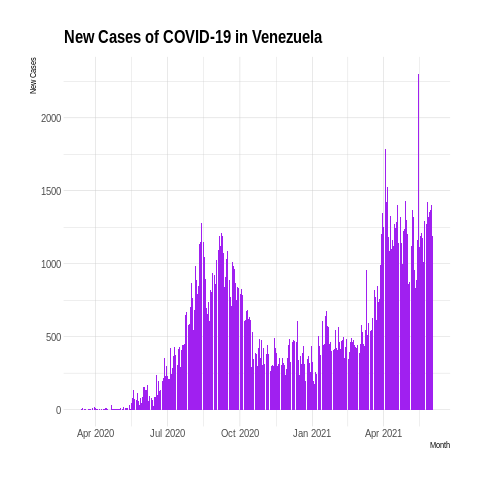 New Cases of COVID-19 in Venezuela
New Cases
2000
1500
1000
500
0
Apr 2020 Jul 2020 Oct 2020 Jan 2021 Apr 2021
Month